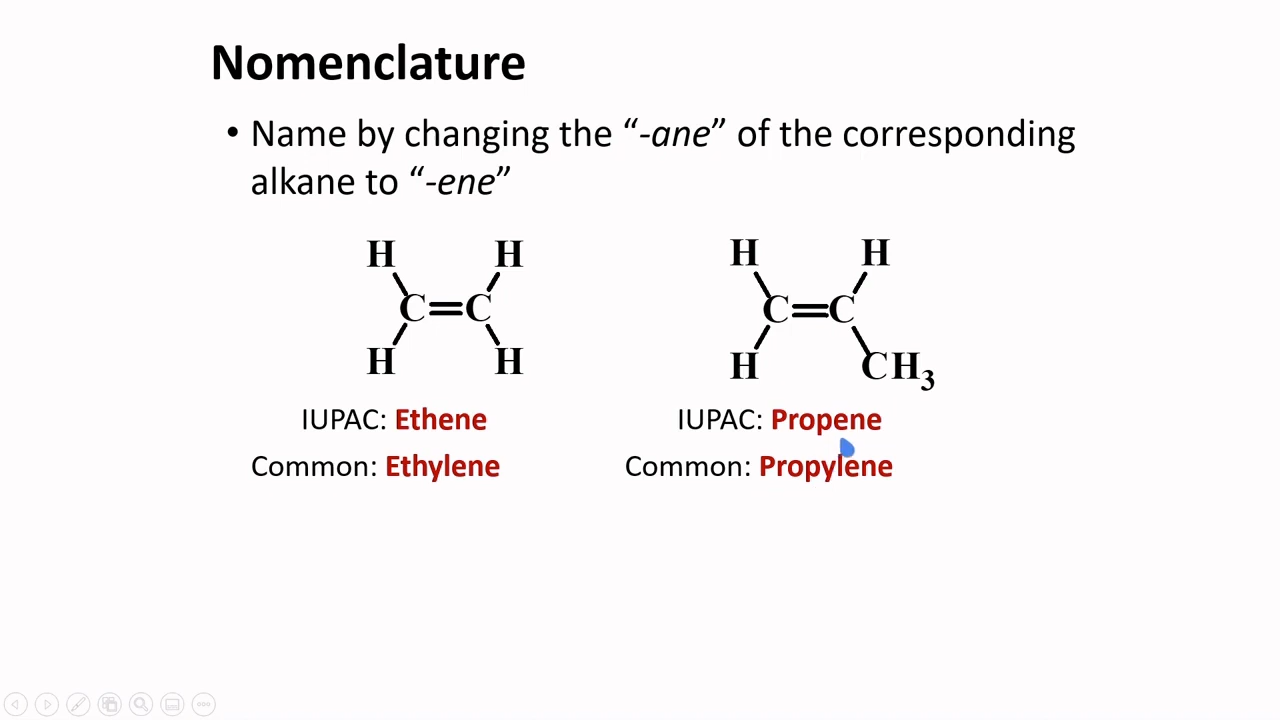 Nomenclature
• Name by changing the “-ane” of the corresponding
alkane to “-ene”
H H H H
C=C C=C
H H H CH₃
IUPAC: Ethene IUPAC: Propene
Common: Ethylene Common: Propylene